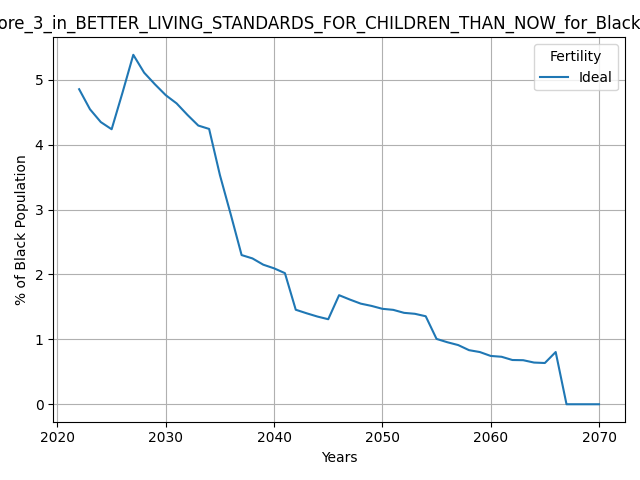 ore_3_in_BETTER_LIVING_STANDARDS_FOR_CHILDREN_THAN_NOW_for_Black
Fertility
Ideal
% of Black Population
5
4
3
2
1
0
2020 2030 2040 2050 2060 2070
Years